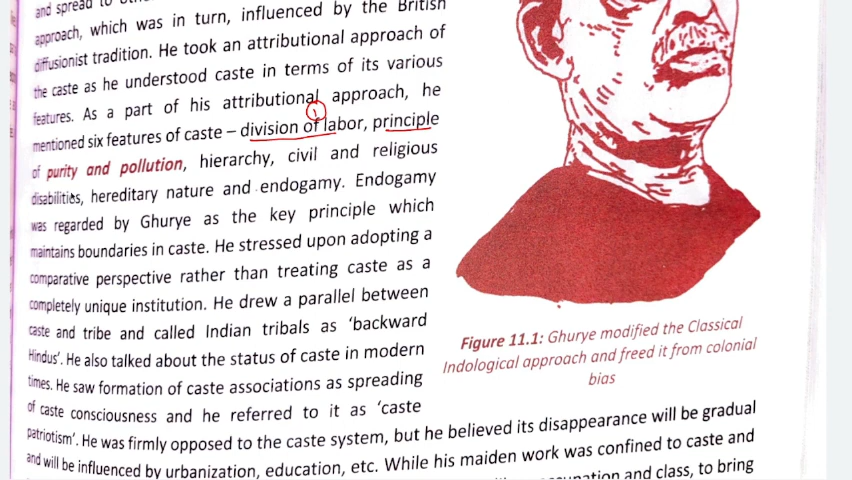 and spread to
approach, which was in turn, influenced by the British
diffusionist tradition. He took an attributional approach of
the caste as he understood caste in terms of its various
features. As a part of his attributional approach, he
1
mentioned six features of caste – division of labor, principle
of purity and pollution, hierarchy, civil and religious
disabilities, hereditary nature and endogamy. Endogamy
was regarded by Ghurye as the key principle which
maintains boundaries in caste. He stressed upon adopting a
comparative perspective rather than treating caste as a
completely unique institution. He drew a parallel between
caste and tribe and called Indian tribals as ‘backward
Hindus’. He also talked about the status of caste in modern
times. He saw formation of caste associations as spreading
of caste consciousness and he referred to it as ‘caste
patriotism’. He was firmly opposed to the caste system, but he believed its disappearance will be gradual
and will be influenced by urbanization, education, etc. While his maiden work was confined to caste and
and class, to bring
Figure 11.1: Ghurye modified the Classical
Indological approach and freed it from colonial
bias